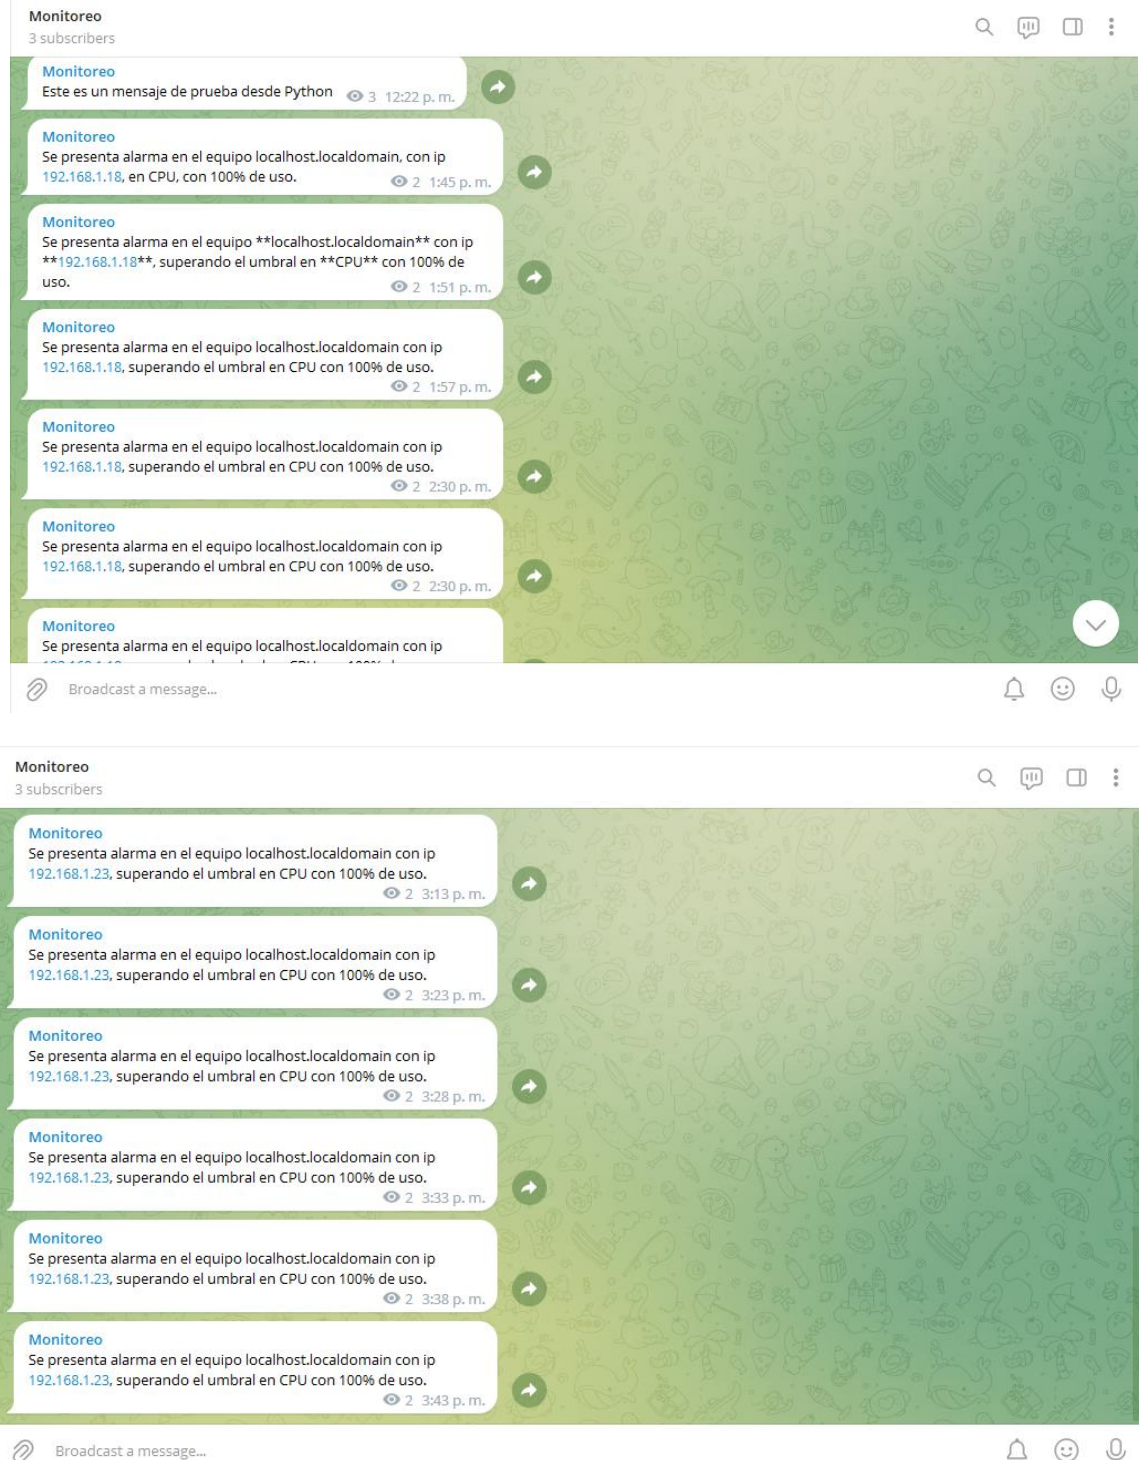 Monitoreo
3 subscribers
Monitoreo
Este es un mensaje de prueba desde Python 3 12:22 p. m.
Monitoreo
Se presenta alarma en el equipo localhost.localdomain, con ip
192.168.1.18, en CPU, con 100% de uso. 2 1:45 p. m.
Monitoreo
Se presenta alarma en el equipo **localhost.localdomain** con ip
**192.168.1.18**, superando el umbral en **CPU** con 100% de
uso. 2 1:51 p. m.
Monitoreo
Se presenta alarma en el equipo localhost.localdomain con ip
192.168.1.18, superando el umbral en CPU con 100% de uso.
2 1:57 p. m.
Monitoreo
Se presenta alarma en el equipo localhost.localdomain con ip
192.168.1.18, superando el umbral en CPU con 100% de uso.
2 2:30 p. m.
Monitoreo
Se presenta alarma en el equipo localhost.localdomain con ip
192.168.1.18, superando el umbral en CPU con 100% de uso.
2 2:30 p. m.
Monitoreo
Se presenta alarma en el equipo localhost.localdomain con ip
Broadcast a message...
Monitoreo
3 subscribers
Monitoreo
Se presenta alarma en el equipo localhost.localdomain con ip
192.168.1.23, superando el umbral en CPU con 100% de uso.
2 3:13 p. m.
Monitoreo
Se presenta alarma en el equipo localhost.localdomain con ip
192.168.1.23, superando el umbral en CPU con 100% de uso.
2 3:23 p. m.
Monitoreo
Se presenta alarma en el equipo localhost.localdomain con ip
192.168.1.23, superando el umbral en CPU con 100% de uso.
2 3:28 p. m.
Monitoreo
Se presenta alarma en el equipo localhost.localdomain con ip
192.168.1.23, superando el umbral en CPU con 100% de uso.
2 3:33 p. m.
Monitoreo
Se presenta alarma en el equipo localhost.localdomain con ip
192.168.1.23, superando el umbral en CPU con 100% de uso.
2 3:38 p. m.
Monitoreo
Se presenta alarma en el equipo localhost.localdomain con ip
192.168.1.23, superando el umbral en CPU con 100% de uso.
2 3:43 p. m.
Broadcast a message...